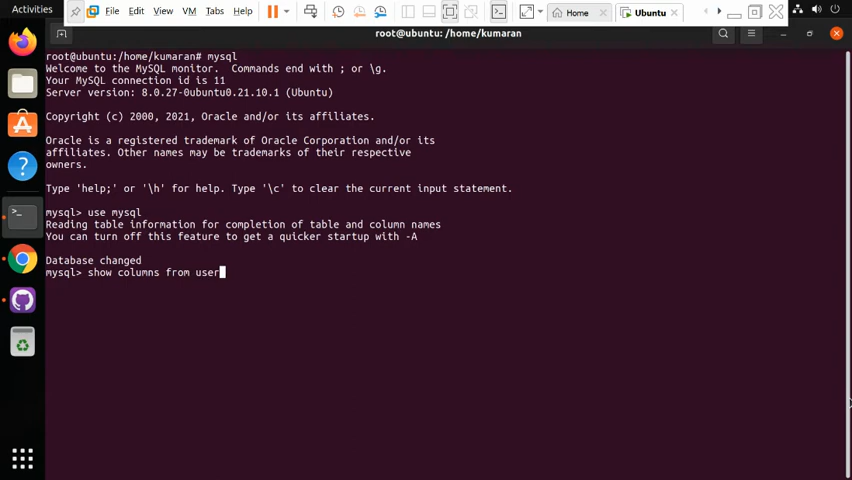 Activities
File Edit View VM Tabs Help
Home
Ubuntu
root@ubuntu: /home/kumaran
root@ubuntu:/home/kumaran# mysql
Welcome to the MySQL monitor.  Commands end with ; or \g.
Your MySQL connection id is 11
Server version: 8.0.27-0ubuntu0.21.10.1 (Ubuntu)
Copyright (c) 2000, 2021, Oracle and/or its affiliates.
Oracle is a registered trademark of Oracle Corporation and/or its
affiliates. Other names may be trademarks of their respective
owners.
Type 'help;' or '\h' for help. Type '\c' to clear the current input statement.
mysql> use mysql
Reading table information for completion of table and column names
You can turn off this feature to get a quicker startup with -A
Database changed
mysql> show columns from user